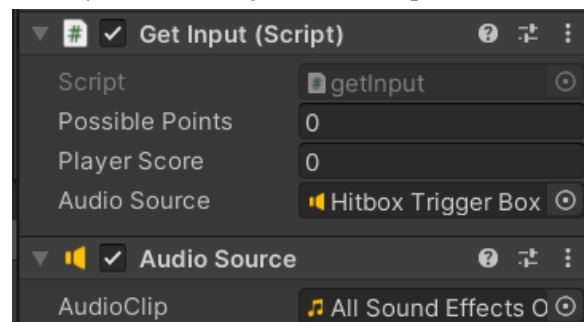 Get Input (Script)
Script getInput
Possible Points 0
Player Score 0
Audio Source Hitbox Trigger Box
Audio Source
AudioClip All Sound Effects O